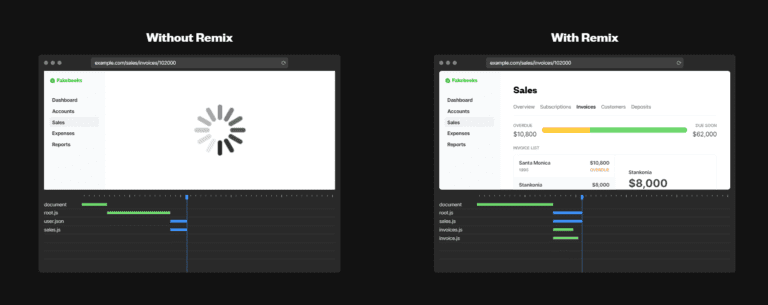 Without Remix
example.com/sales/invoices/102000
Fakebooks
Dashboard
Accounts
Sales
Expenses
Reports
document
root.js
user.json
sales.js
With Remix
example.com/sales/invoices/102000
Fakebooks
Dashboard
Accounts
Sales
Expenses
Reports
Sales
Overview Subscriptions Invoices Customers Deposits
OVERDUE DUE SOON
$10,800 $62,000
INVOICE LIST
Santa Monica $10,800
1995 OVERDUE
Stankonia $8,000
Stankonia
$8,000
document
root.js
sales.js
invoices.js
invoice.js